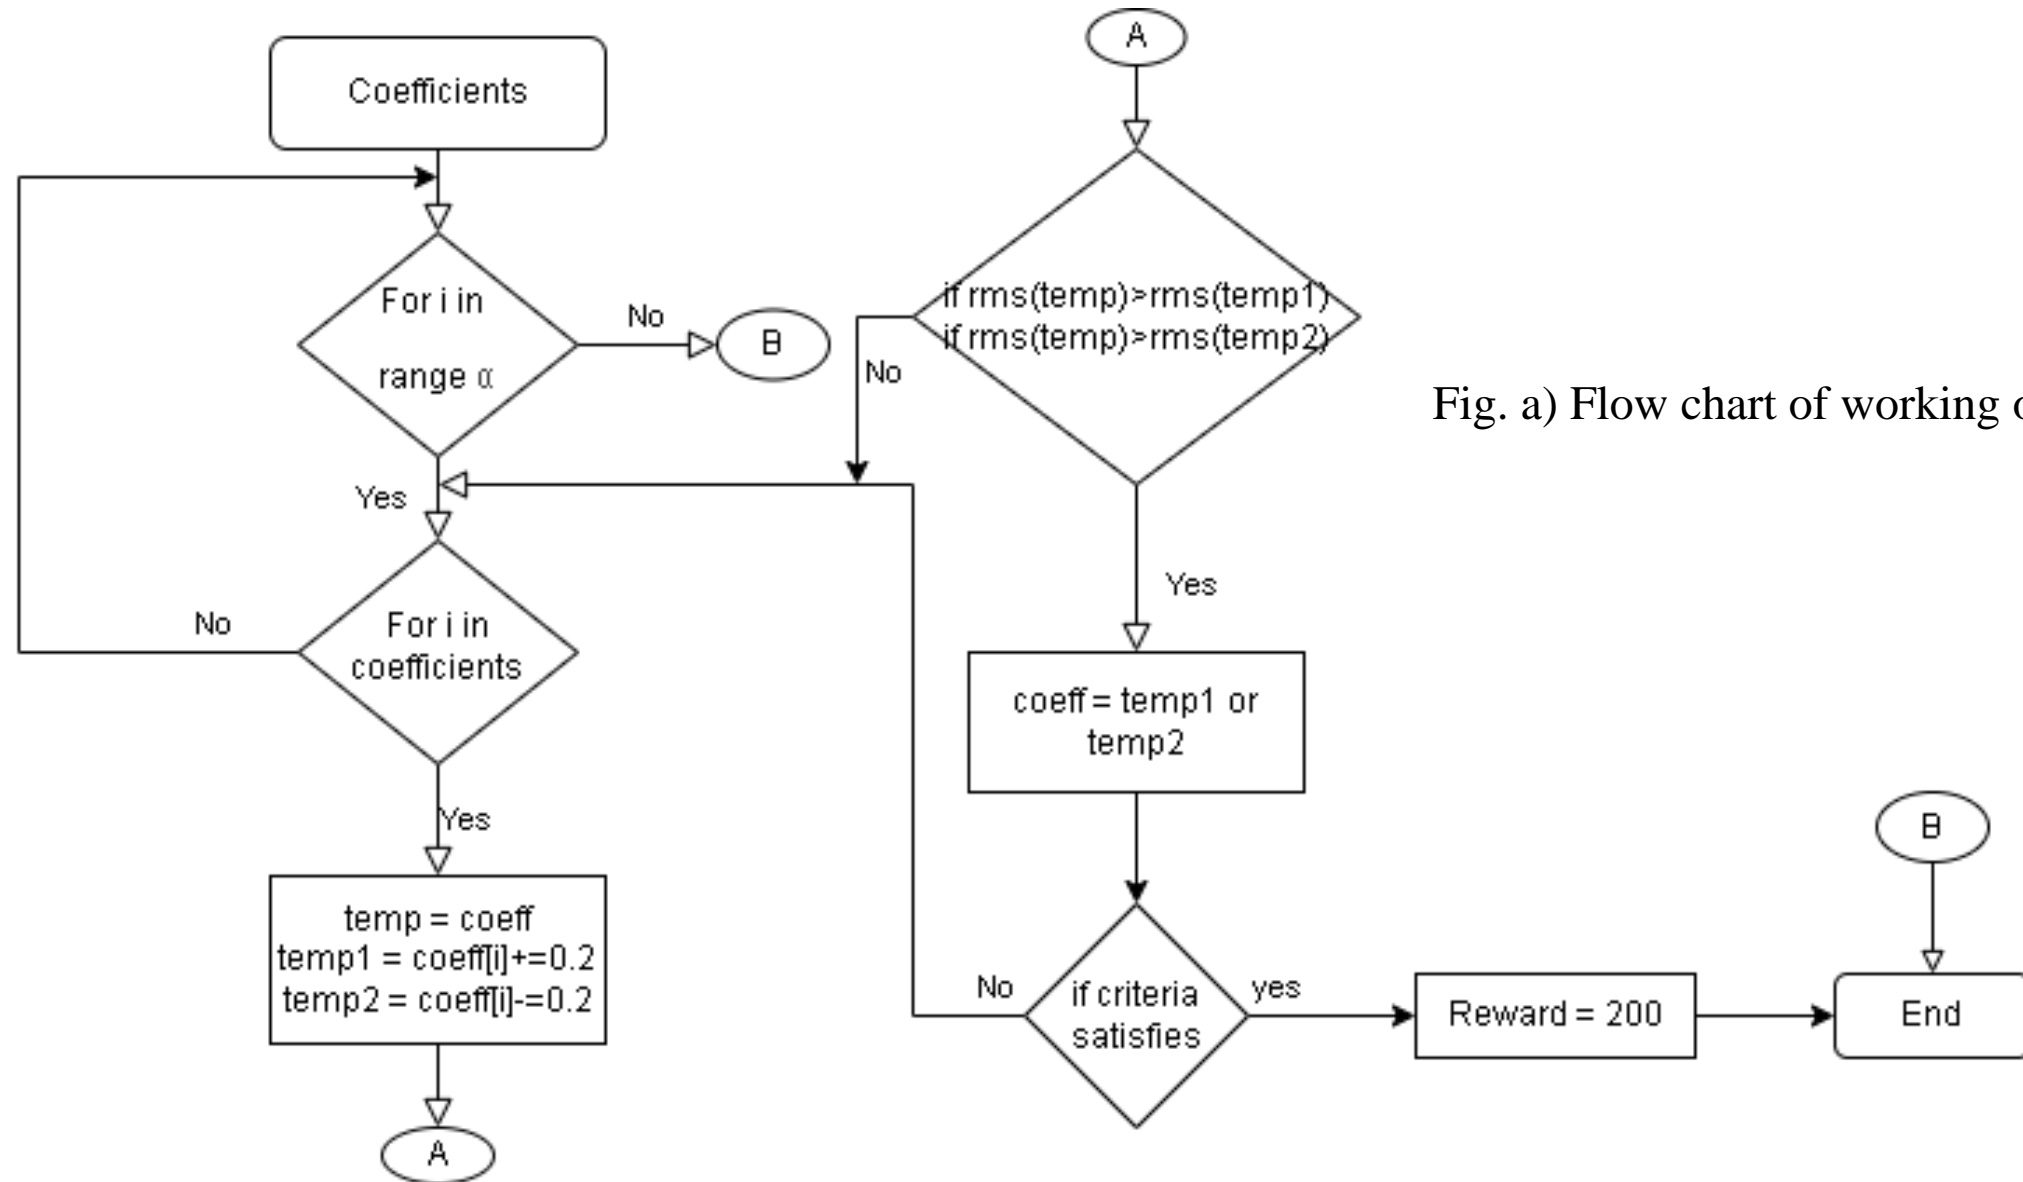 Coefficients
For i in
range α
No
B
Yes
For i in
coefficients
No
Yes
temp = coeff
temp1 = coeff[i]+=0.2
temp2 = coeff[i]-=0.2
A
A
if rms(temp)>rms(temp1)
if rms(temp)>rms(temp2)
No
Yes
coeff = temp1 or
temp2
if criteria
satisfies
No
yes
Reward = 200
B
End
Fig. a) Flow chart of working